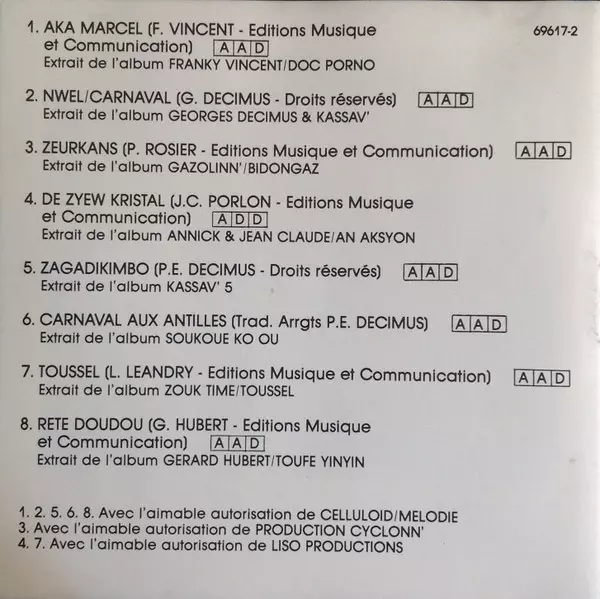 1. AKA MARCEL (F. VINCENT - Editions Musique
69617-2
et Communication) AAD
Extrait de l'album FRANKY VINCENT/DOC PORNO
2. NWEL/CARNAVAL (G. DECIMUS - Droits réservés) AAD
Extrait de l'album GEORGES DECIMUS & KASSAV'
3. ZEURKANS (P. ROSIER - Editions Musique et Communication) AAD
Extrait de l'album GAZOLINN'/BIDONGAZ
4. DE ZYEW KRISTAL (J.C. PORLON - Editions Musique
et Communication) ADD
Extrait de l'album ANNICK & JEAN CLAUDE/AN AKSYON
5. ZAGADIKIMBO (P.E. DECIMUS - Droits réservés) AAD
Extrait de l'album KASSAV' 5
6. CARNAVAL AUX ANTILLES (Trad. Arrgts P.E. DECIMUS) AAD
Extrait de l'album SOUKOUE KO OU
7. TOUSSEL (L. LEANDRY - Editions Musique et Communication) AAD
Extrait de l'album ZOUK TIME/TOUSSEL
8. RETE DOUDOU (G. HUBERT - Editions Musique
et Communication) AAD
Extrait de l'album GERARD HUBERT/TOUFE YINYIN
1. 2. 5. 6. 8. Avec l'aimable autorisation de CELLULOID/MELODIE
3. Avec l'aimable autorisation de PRODUCTION CYCLONN'
4. 7. Avec l'aimable autorisation de LISO PRODUCTIONS